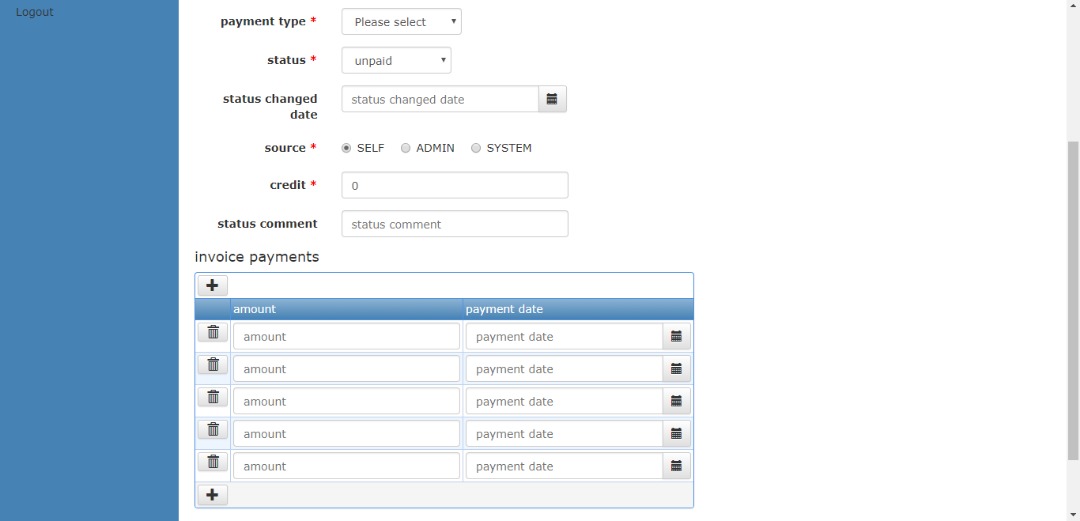 Logout
payment type *
Please select
status *
unpaid
status changed
date
status changed date
source *
SELF ADMIN SYSTEM
credit *
0
status comment
status comment
invoice payments
amount payment date
amount payment date
amount payment date
amount payment date
amount payment date
amount payment date